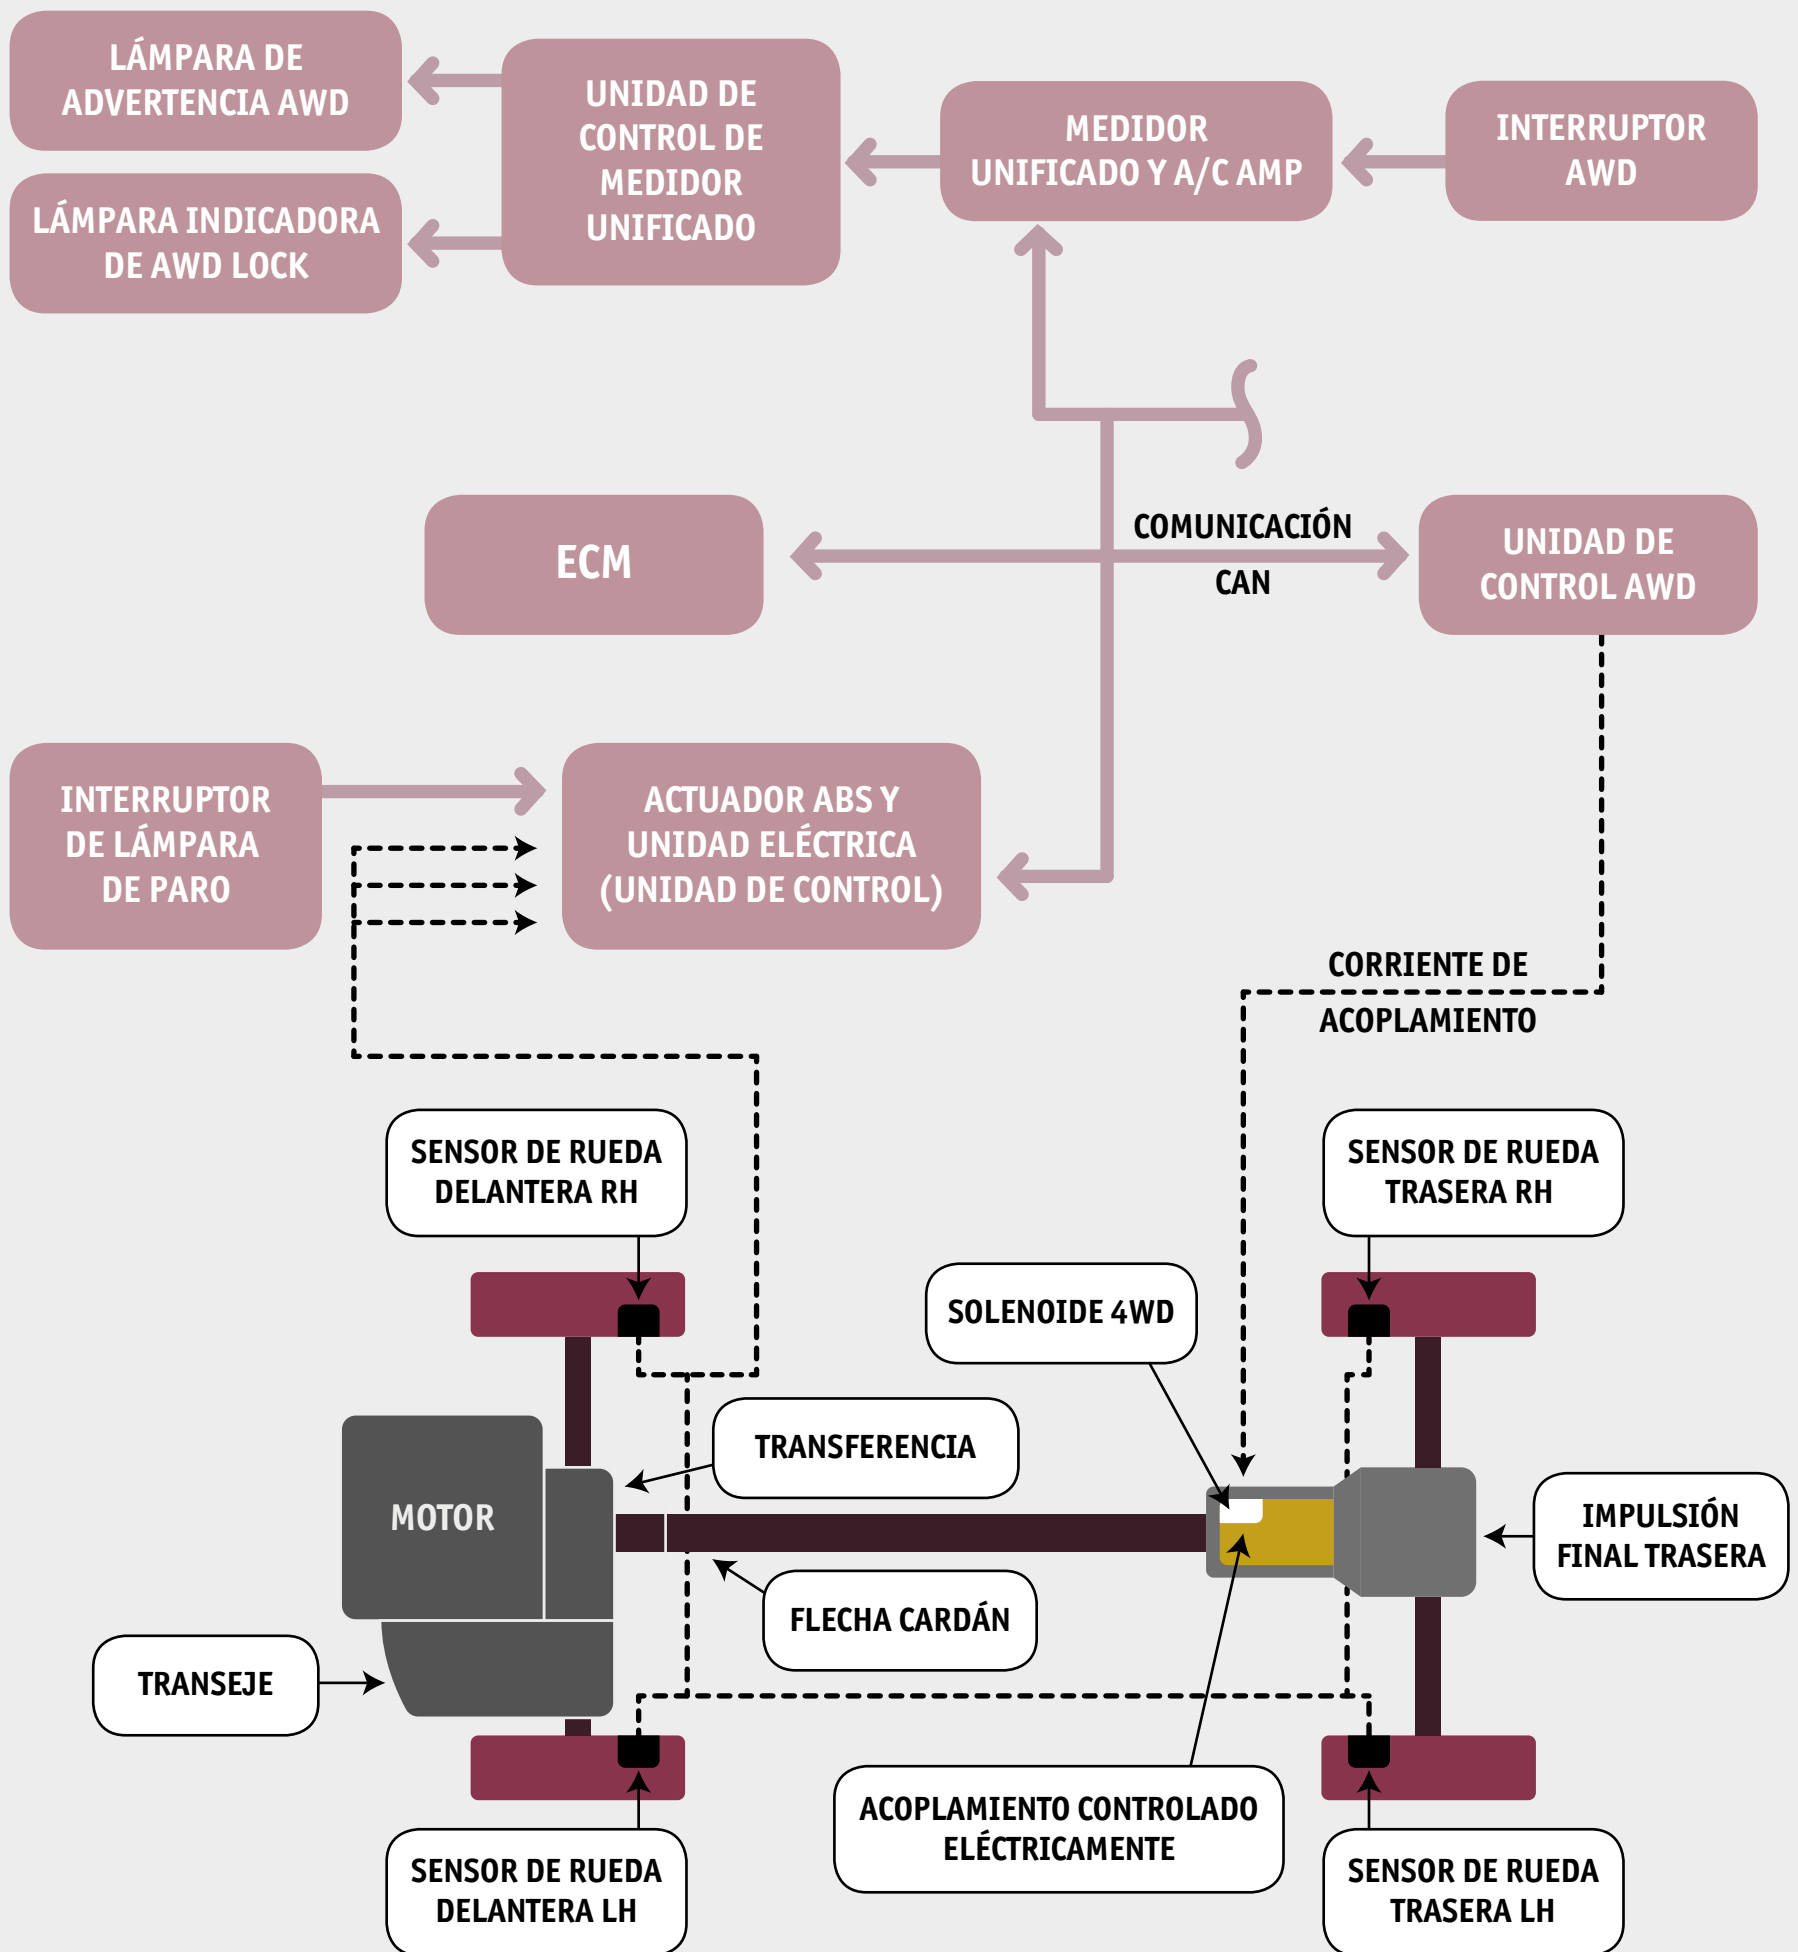 LÁMPARA DE
ADVERTENCIA AWD
UNIDAD DE
CONTROL DE
MEDIDOR
UNIFICADO
MEDIDOR
UNIFICADO Y A/C AMP
INTERRUPTOR
AWD
LÁMPARA INDICADORA
DE AWD LOCK
ECM
COMUNICACIÓN
CAN
UNIDAD DE
CONTROL AWD
INTERRUPTOR
DE LÁMPARA
DE PARO
ACTUADOR ABS Y
UNIDAD ELÉCTRICA
(UNIDAD DE CONTROL)
CORRIENTE DE
ACOPLAMIENTO
SENSOR DE RUEDA
DELANTERA RH
SENSOR DE RUEDA
TRASERA RH
SOLENOIDE 4WD
TRANSFERENCIA
MOTOR
IMPULSIÓN
FINAL TRASERA
FLECHA CARDÁN
TRANSEJE
ACOPLAMIENTO CONTROLADO
ELÉCTRICAMENTE
SENSOR DE RUEDA
DELANTERA LH
SENSOR DE RUEDA
TRASERA LH